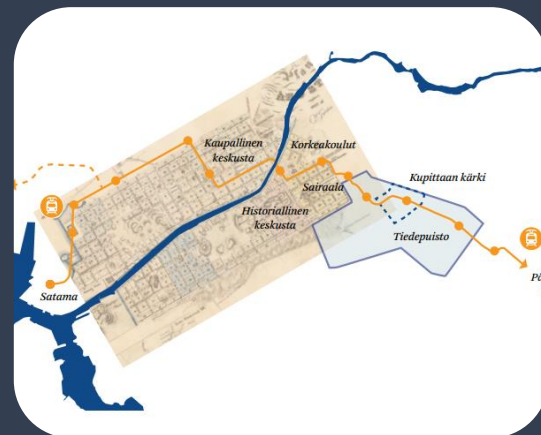 Kaupallinen
keskusta
Korkeakoulut
Sairaala
Kupittaan kärki
Historiallinen
keskusta
Tiedepuisto
Satama